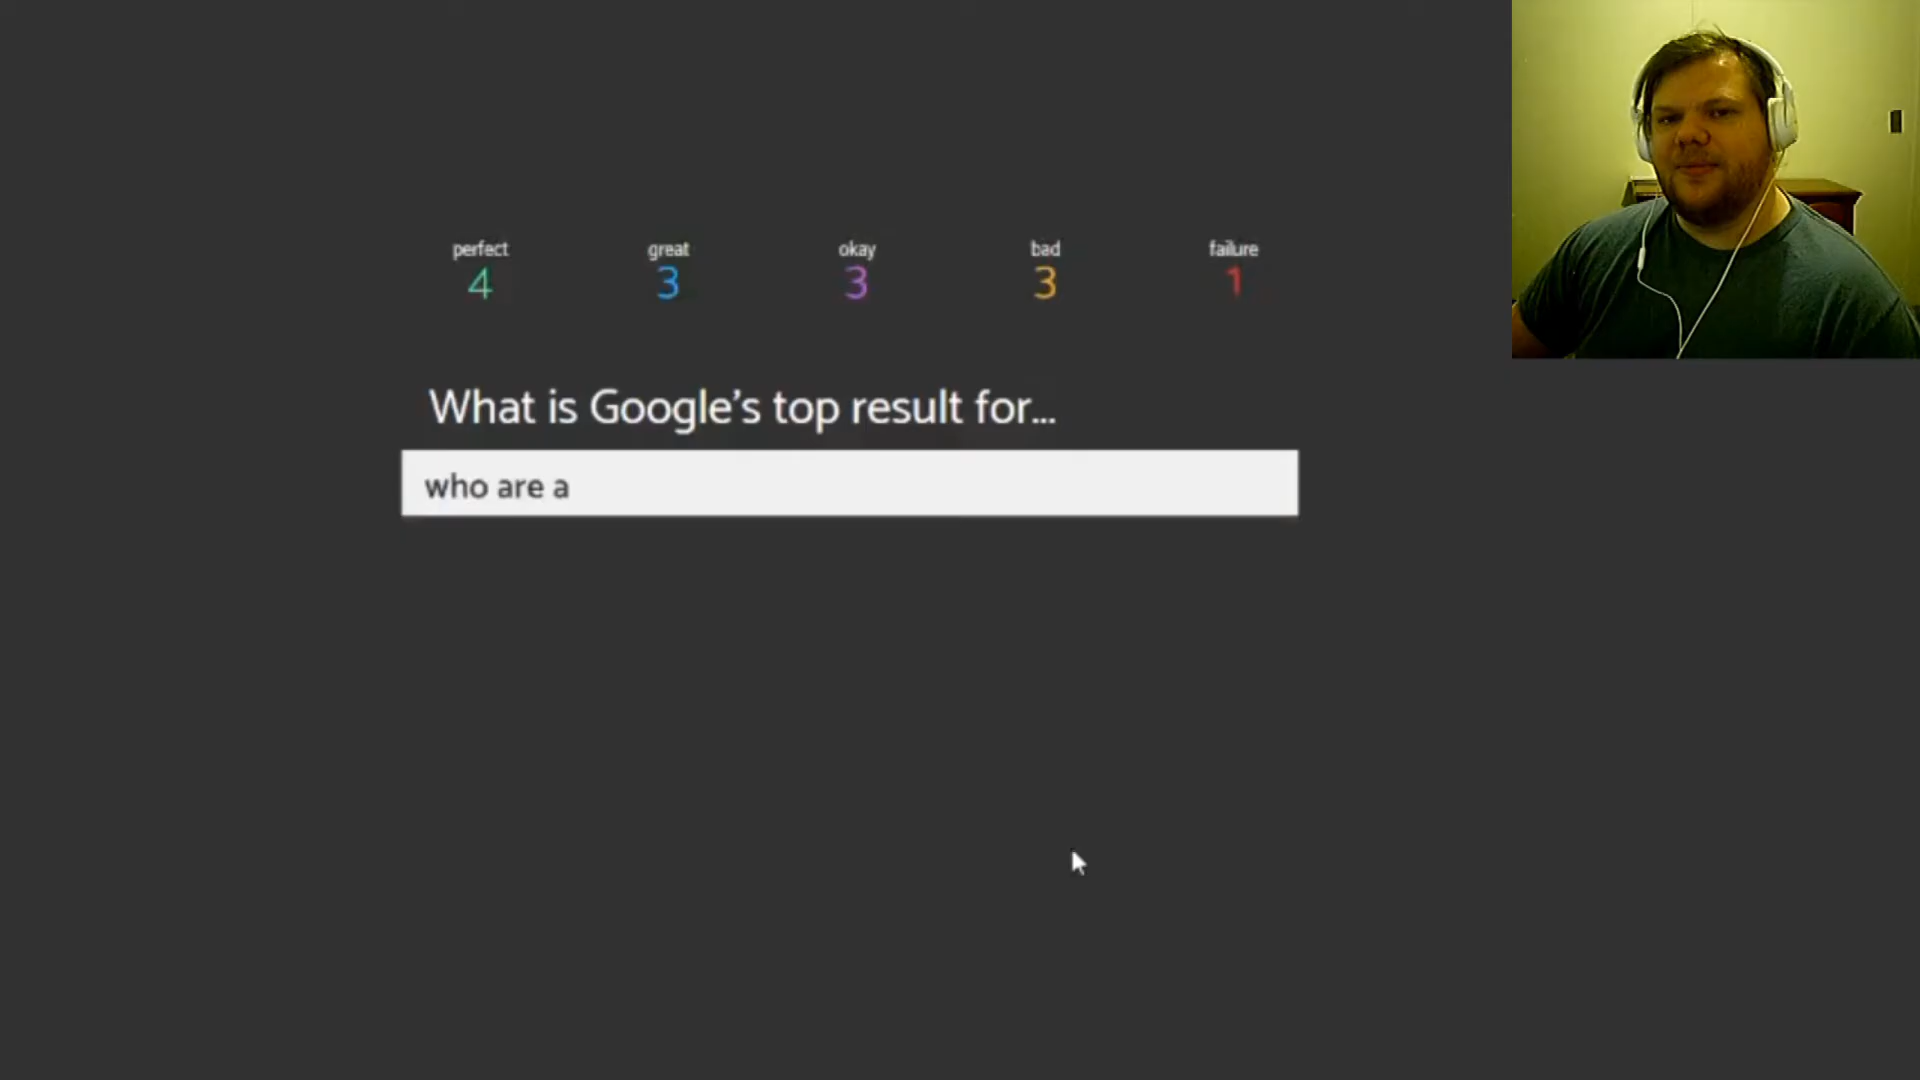 perfect great okay bad failure
4 3 3 3 1
What is Google's top result for...
who are a